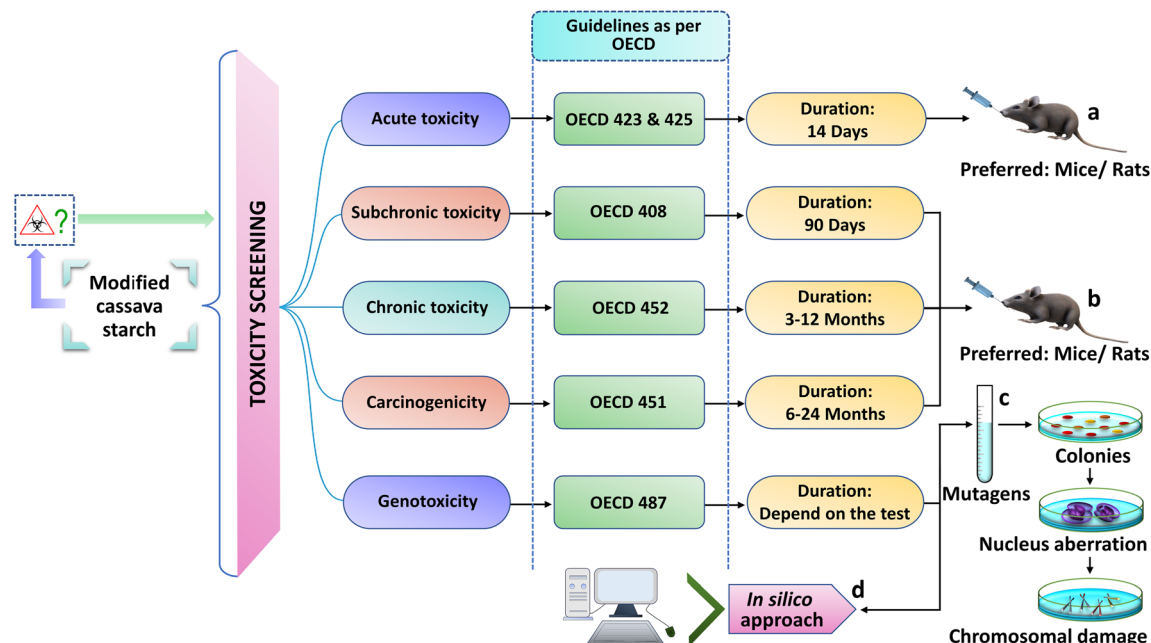 Guidelines as per
OECD
Acute toxicity
OECD 423 & 425
Duration:
14 Days
a
Preferred: Mice/ Rats
Subchronic toxicity
OECD 408
Duration:
90 Days
?
Modified
cassava
starch
TOXICITY SCREENING
Chronic toxicity
OECD 452
Duration:
3-12 Months
b
Preferred: Mice/ Rats
Carcinogenicity
OECD 451
Duration:
6-24 Months
c
Mutagens
Colonies
Genotoxicity
OECD 487
Duration:
Depend on the test
Nucleus aberration
In silico
approach
d
Chromosomal damage